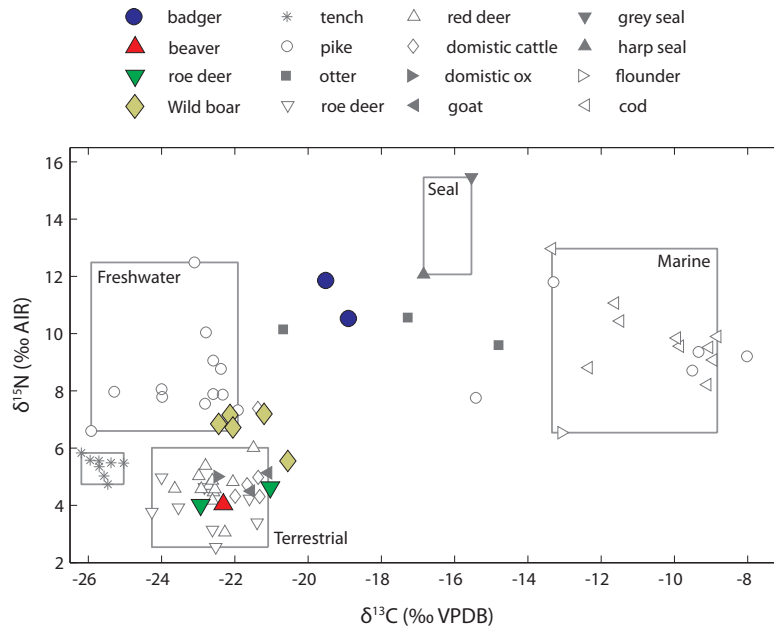 badger tench red deer grey seal
beaver pike domistic cattle harp seal
roe deer otter domistic ox flounder
Wild boar roe deer goat cod
16
14
12
10
8
6
4
2
δ¹⁵N (‰ AIR)
Seal
Freshwater
Marine
Terrestrial
-26 -24 -22 -20 -18 -16 -14 -12 -10 -8
δ¹³C (‰ VPDB)